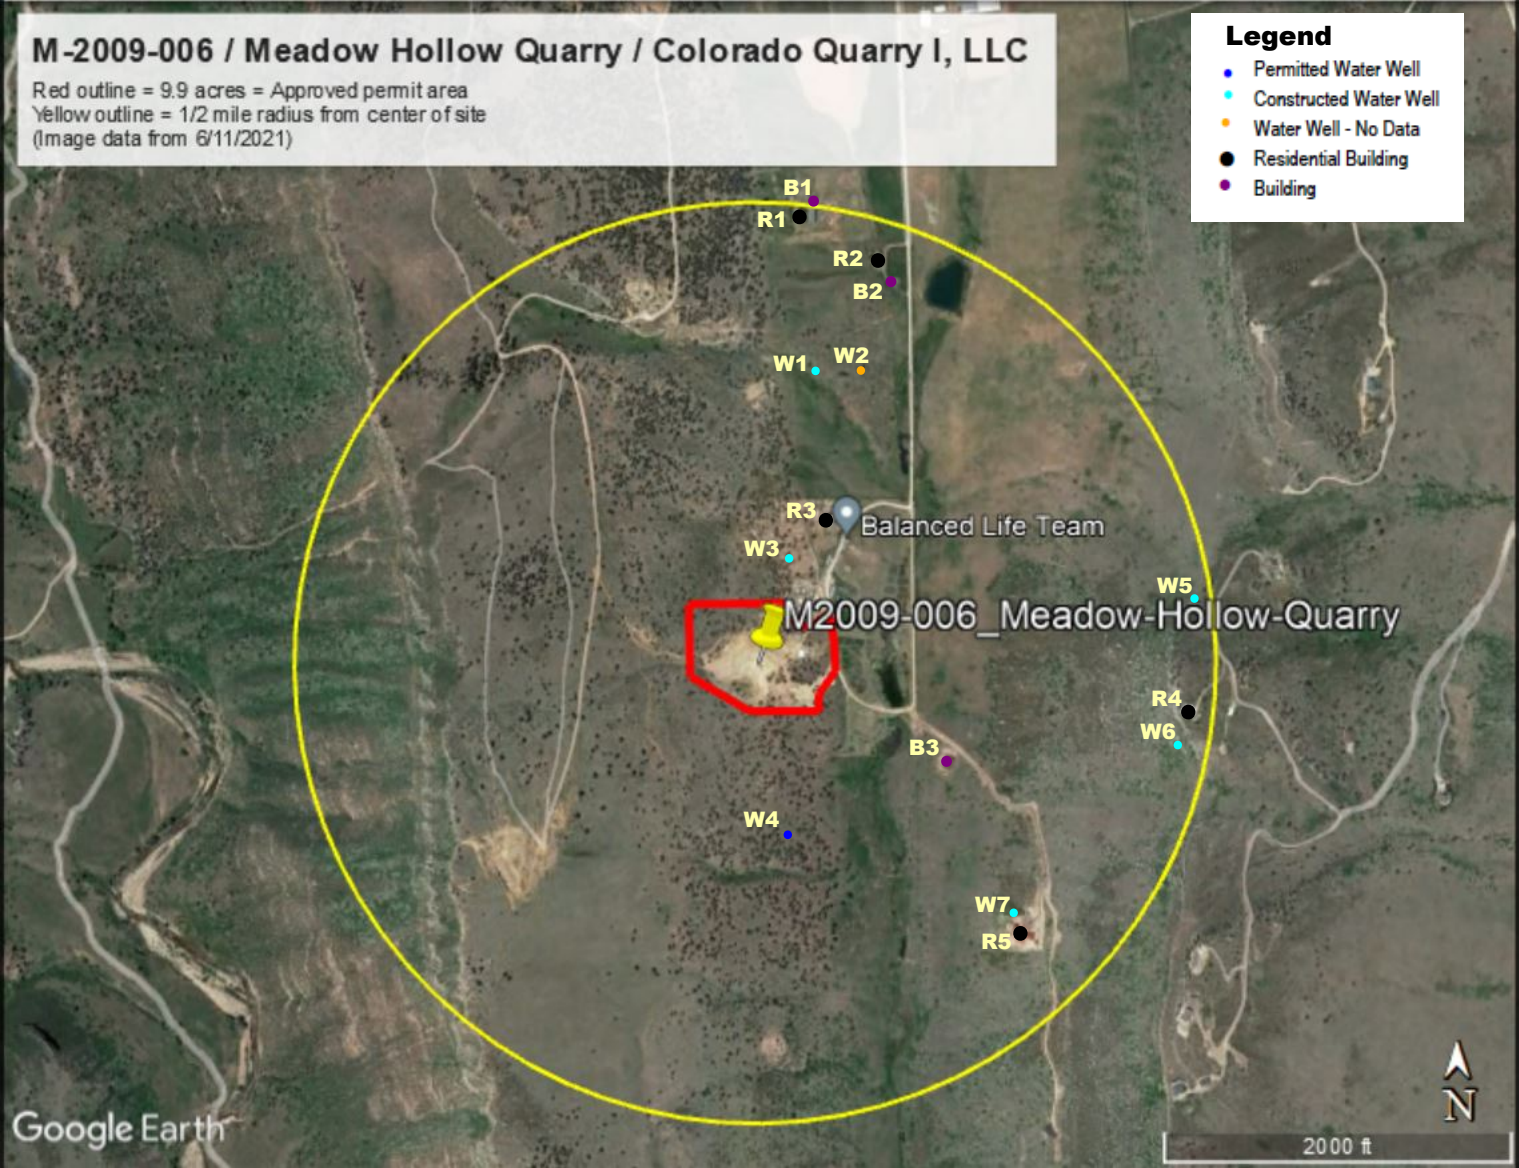 M-2009-006 / Meadow Hollow Quarry / Colorado Quarry I, LLC
Red outline = 9.9 acres = Approved permit area
Yellow outline = 1/2 mile radius from center of site
(Image data from 6/11/2021)
Legend
Permitted Water Well
Constructed Water Well
Water Well - No Data
Residential Building
Building
B1
R1
R2
B2
W1
W2
R3
Balanced Life Team
W3
W5
M2009-006_Meadow-Hollow-Quarry
R4
W6
B3
W4
W7
R5
N
Google Earth
2000 ft